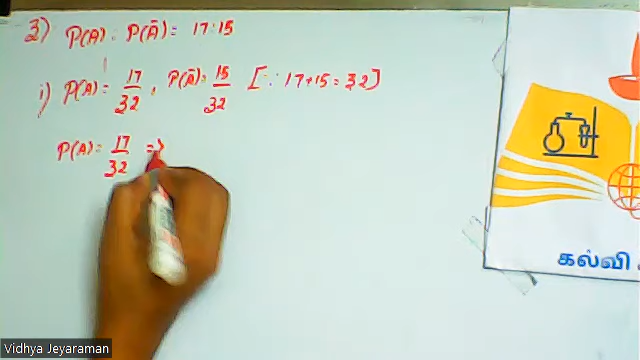 3) P(A) : P(Ā) = 17:15
i) P(A) = 17/32 , P(Ā) = 15/32 [∵ 17+15 = 32]
P(A) = 17/32 =>
கல்வி
Vidhya Jeyaraman